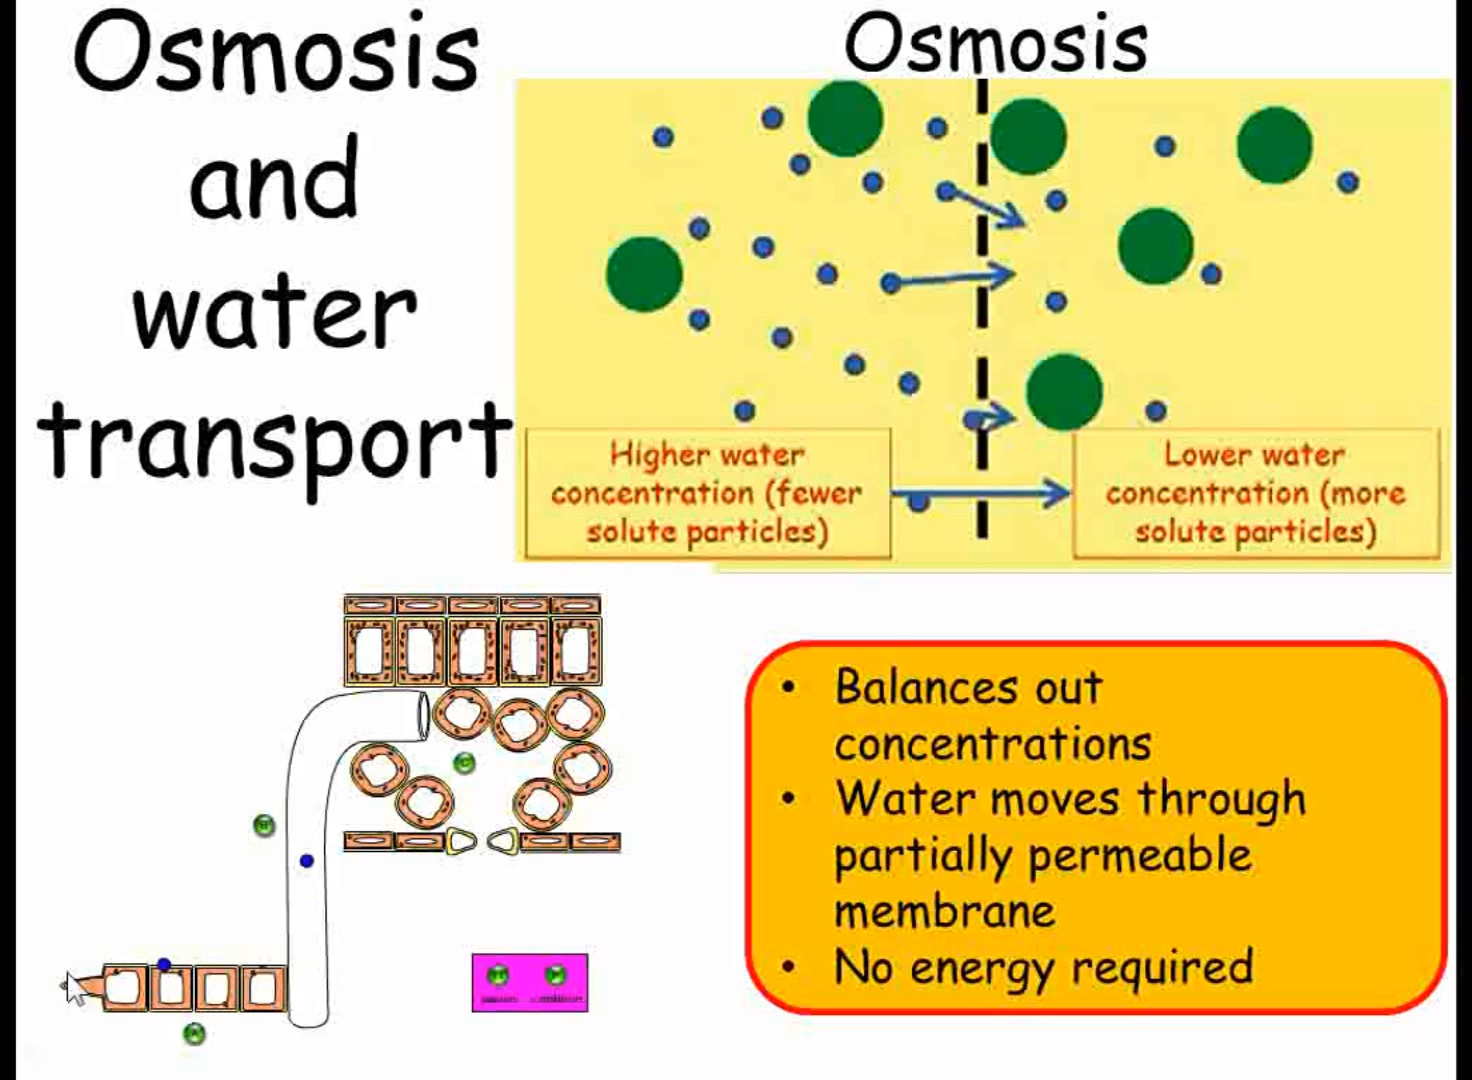 Osmosis
and
water
transport
Osmosis
Higher water
concentration (fewer
solute particles)
Lower water
concentration (more
solute particles)
• Balances out
concentrations
• Water moves through
partially permeable
membrane
• No energy required